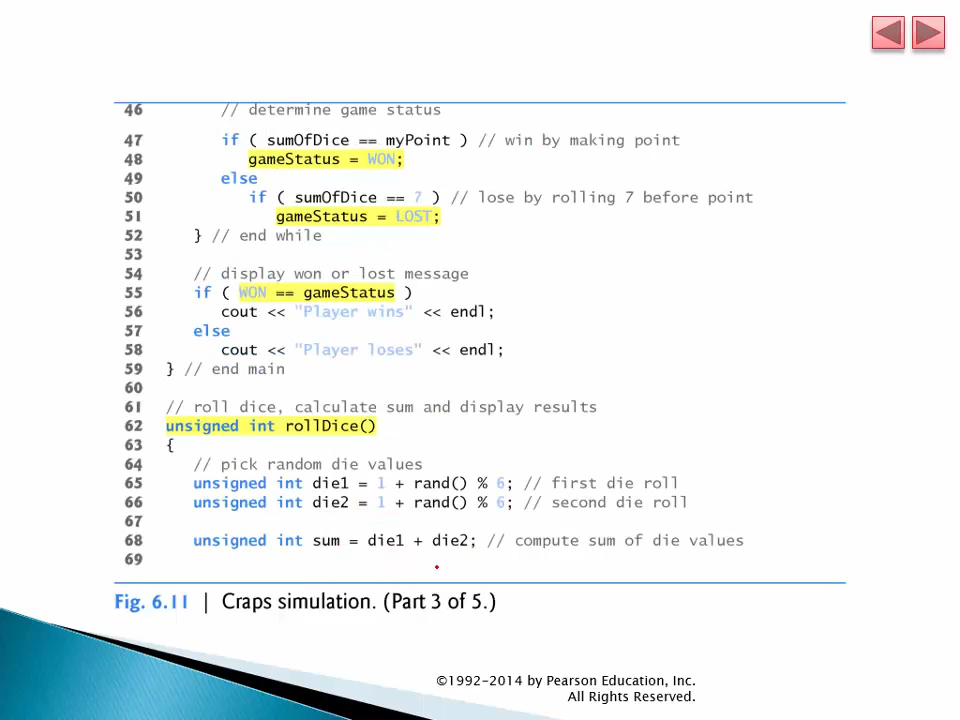 46         // determine game status
47         if ( sumOfDice == myPoint ) // win by making point
48            gameStatus = WON;
49         else
50            if ( sumOfDice == 7 ) // lose by rolling 7 before point
51               gameStatus = LOST;
52      } // end while
53
54      // display won or lost message
55      if ( WON == gameStatus )
56         cout << "Player wins" << endl;
57      else
58         cout << "Player loses" << endl;
59   } // end main
60
61   // roll dice, calculate sum and display results
62   unsigned int rollDice()
63   {
64      // pick random die values
65      unsigned int die1 = 1 + rand() % 6; // first die roll
66      unsigned int die2 = 1 + rand() % 6; // second die roll
67
68      unsigned int sum = die1 + die2; // compute sum of die values
69
Fig. 6.11 | Craps simulation. (Part 3 of 5.)
©1992-2014 by Pearson Education, Inc.
All Rights Reserved.